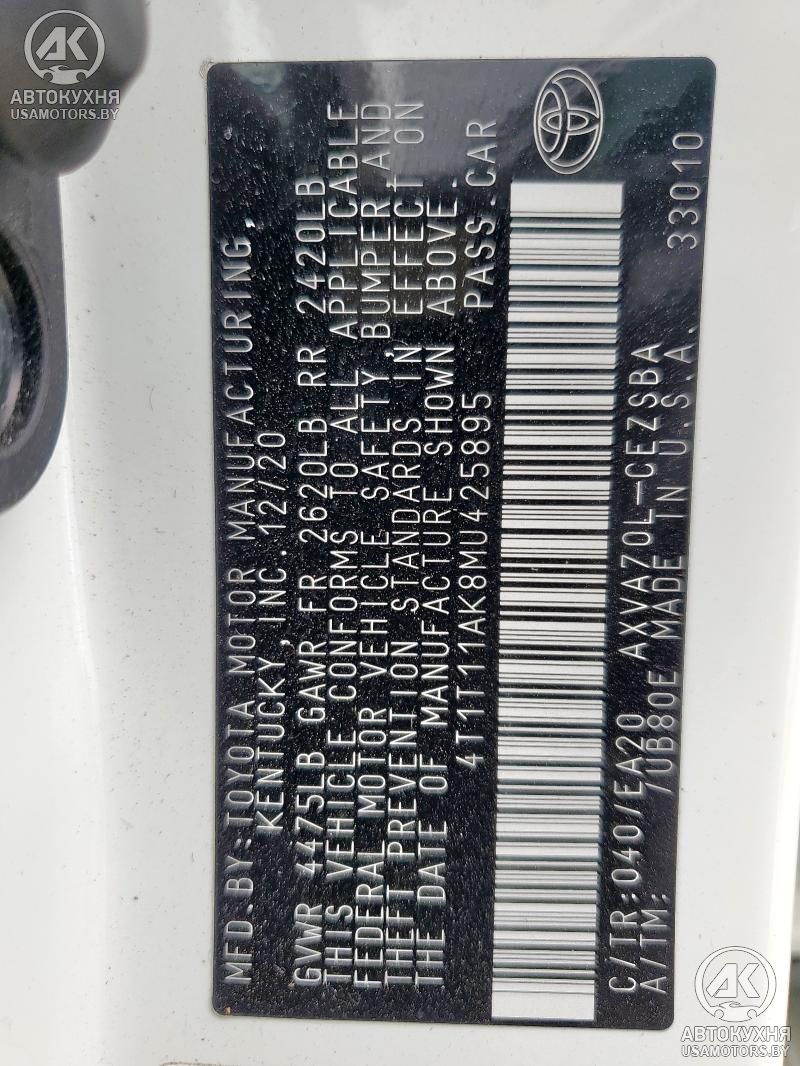 AK
АВТОКУХНЯ
USAMOTORS.BY
MFD.BY:TOYOTA MOTOR MANUFACTURING,
KENTUCKY, INC. 12/20
GVWR 4475LB GAWR FR 2620LB RR 2420LB
THIS VEHICLE CONFORMS TO ALL APPLICABLE
FEDERAL MOTOR VEHICLE SAFETY, BUMPER,AND
THEFT PREVENTION STANDARDS IN EFFECT ON
THE DATE OF MANUFACTURE SHOWN ABOVE.
4T1T11AK8MU425895 PASS.CAR
C/TR:040/EA20 AXVA70L-CEZSBA 33010
A/TM: /UB80E MADE IN U.S.A.
AK
АВТОКУХНЯ
USAMOTORS.BY